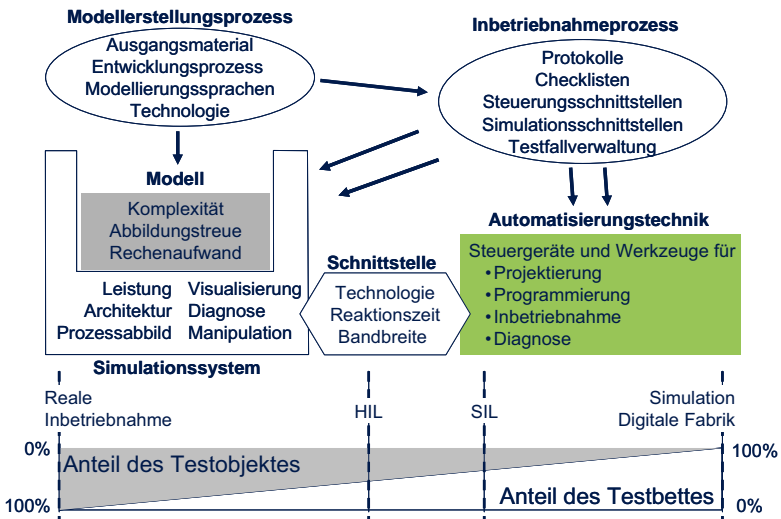 Modellerstellungsprozess
Ausgangsmaterial
Entwicklungsprozess
Modellierungssprachen
Technologie
Inbetriebnahmeprozess
Protokolle
Checklisten
Steuerungsschnittstellen
Simulationsschnittstellen
Testfallverwaltung
Modell
Komplexität
Abbildungstreue
Rechenaufwand
Leistung Visualisierung
Architektur Diagnose
Prozessabbild Manipulation
Simulationssystem
Schnittstelle
Technologie
Reaktionszeit
Bandbreite
Automatisierungstechnik
Steuergeräte und Werkzeuge für
• Projektierung
• Programmierung
• Inbetriebnahme
• Diagnose
Reale
Inbetriebnahme
HIL
SIL
Simulation
Digitale Fabrik
0%
100%
Anteil des Testobjektes
Anteil des Testbettes
100%
0%